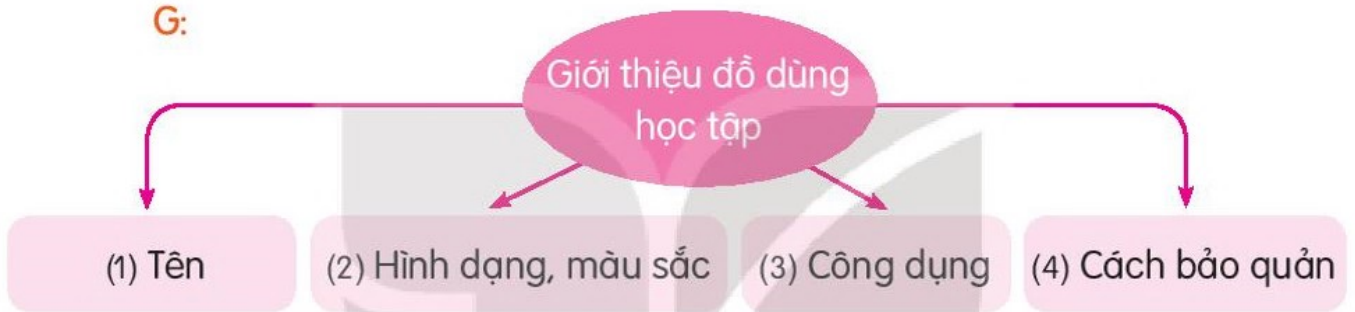 G:
Giới thiệu đồ dùng
học tập
(1) Tên
(2) Hình dạng, màu sắc
(3) Công dụng
(4) Cách bảo quản